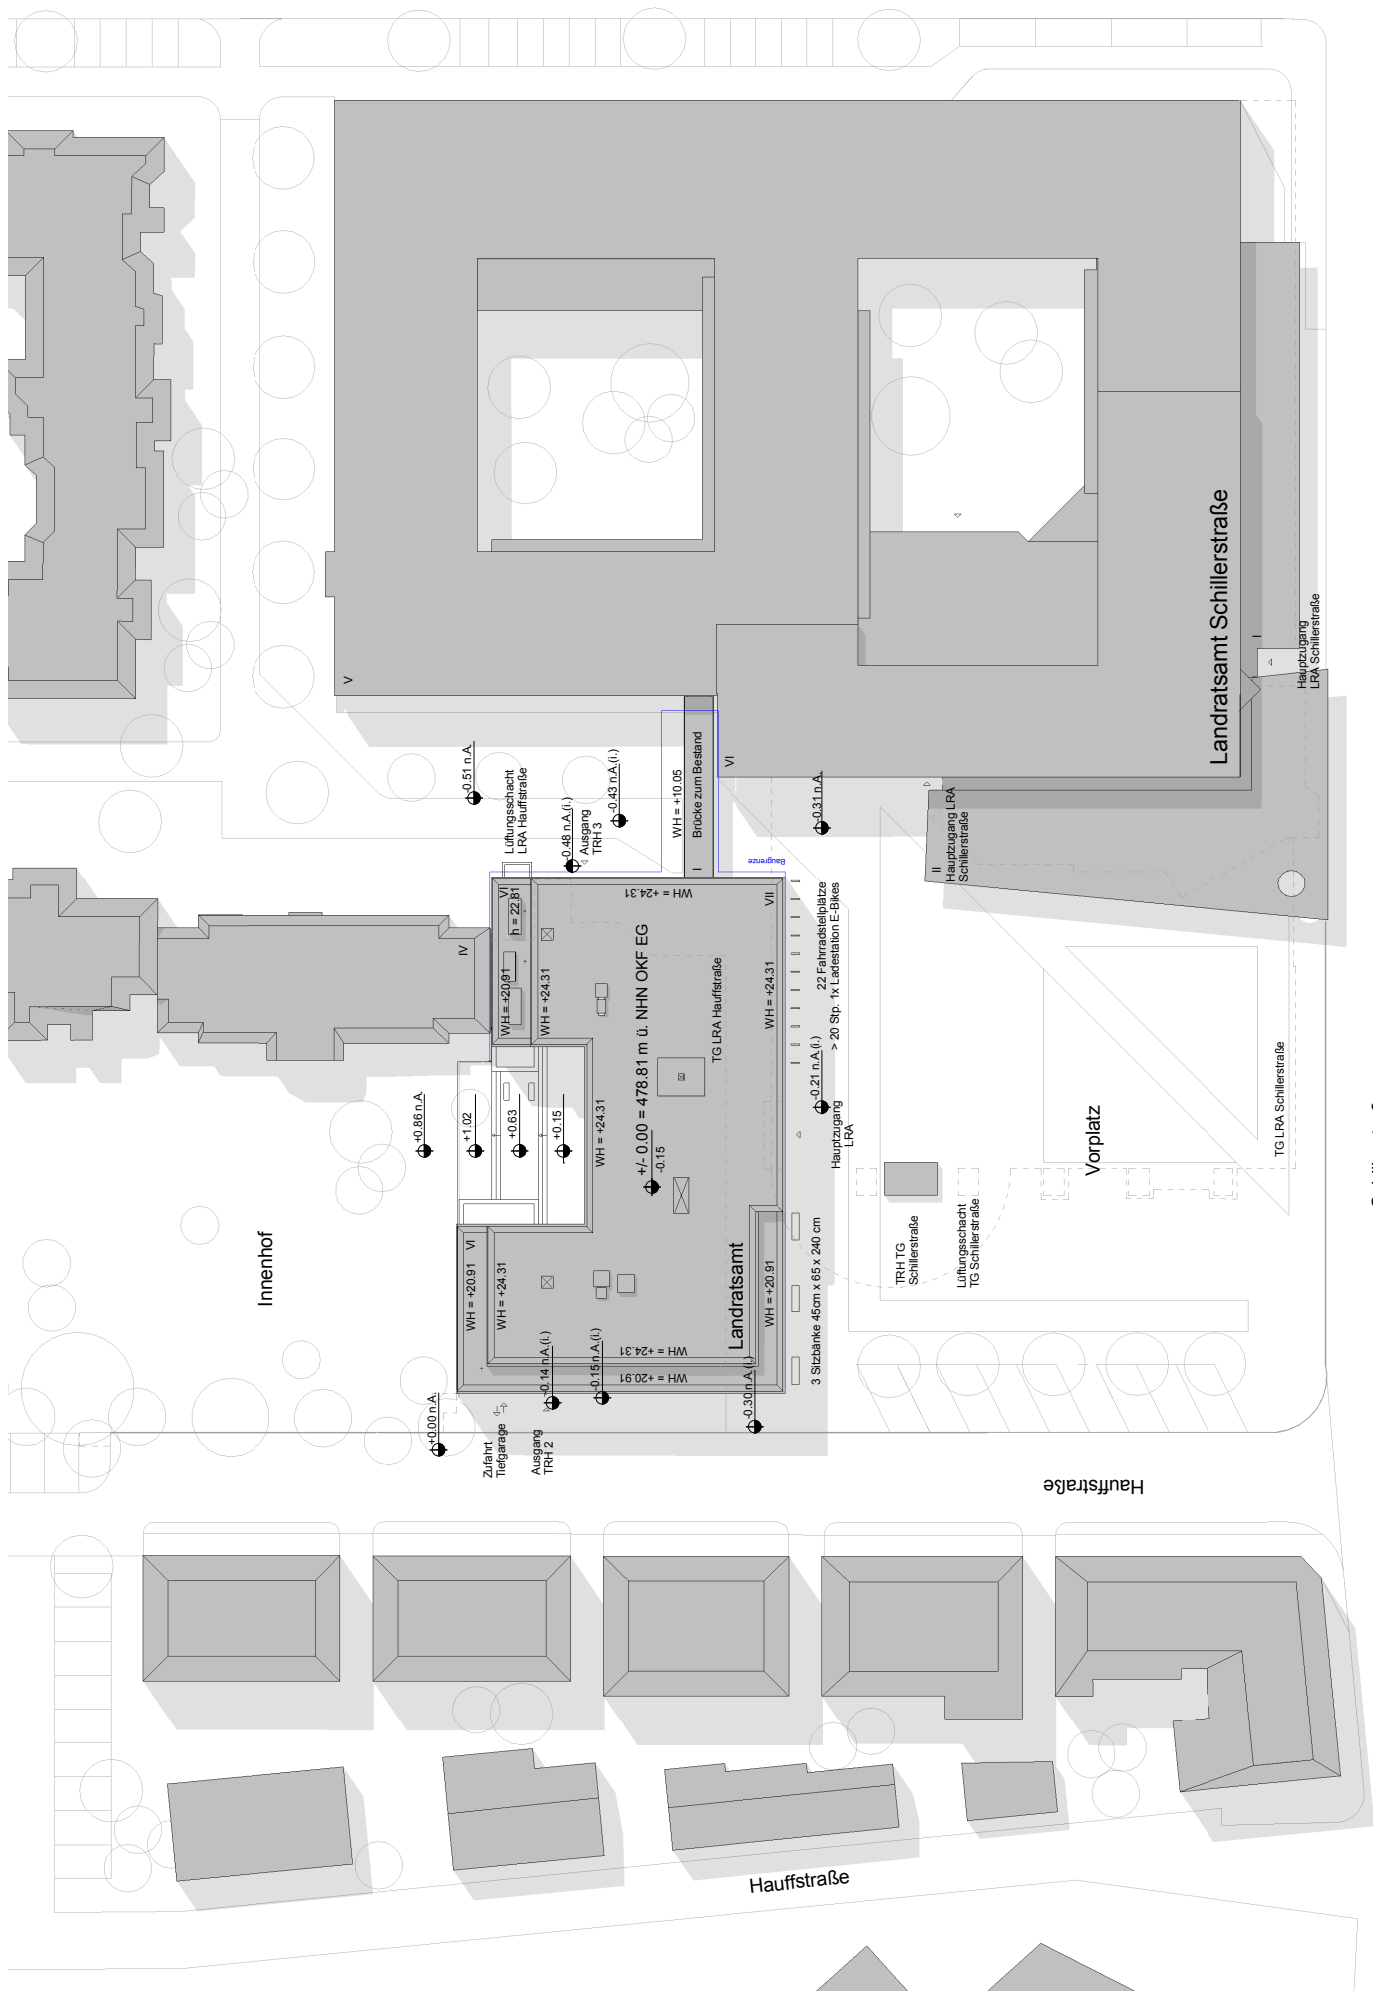 V
Landratsamt Schillerstraße
I
Hauptzugang
LRA Schillerstraße
-0.51 n.A.
Lüftungsschacht
LRA Hauffstraße
-0.48 n.A.(i.)
Ausgang
TRH 3
-0.43 n.A.(i.)
WH = +10.05
Brücke zum Bestand
I
VI
Baugrenze
-0.31 n.A.
II
Hauptzugang LRA
Schillerstraße
IV
VI
h = 22.81
WH = +20.91
WH = +24.31
WH = +24.31
VII
WH = +24.31
+/- 0.00 = 478.81 m ü. NHN OKF EG
-0.15
TG LRA Hauffstraße
22 Fahrradstellplätze
> 20 Stp. 1x Ladestation E-Bikes
-0.21 n.A.(i.)
Hauptzugang
LRA
+0.86 n.A.
+1.02
+0.63
+0.15
WH = +24.31
Innenhof
VI
WH = +20.91
WH = +24.31
WH = +24.31
WH = +20.91
Landratsamt
WH = +20.91
3 Sitzbänke 45cm x 65 x 240 cm
TRH TG
Schillerstraße
Lüftungsschacht
TG Schillerstraße
Vorplatz
TG LRA Schillerstraße
+0.00 n.A.
Zufahrt
Tiefgarage
-0.14 n.A.(i.)
Ausgang
TRH 2
-0.15 n.A.(i.)
-0.30 n.A.(i.)
Hauffstraße
Hauffstraße